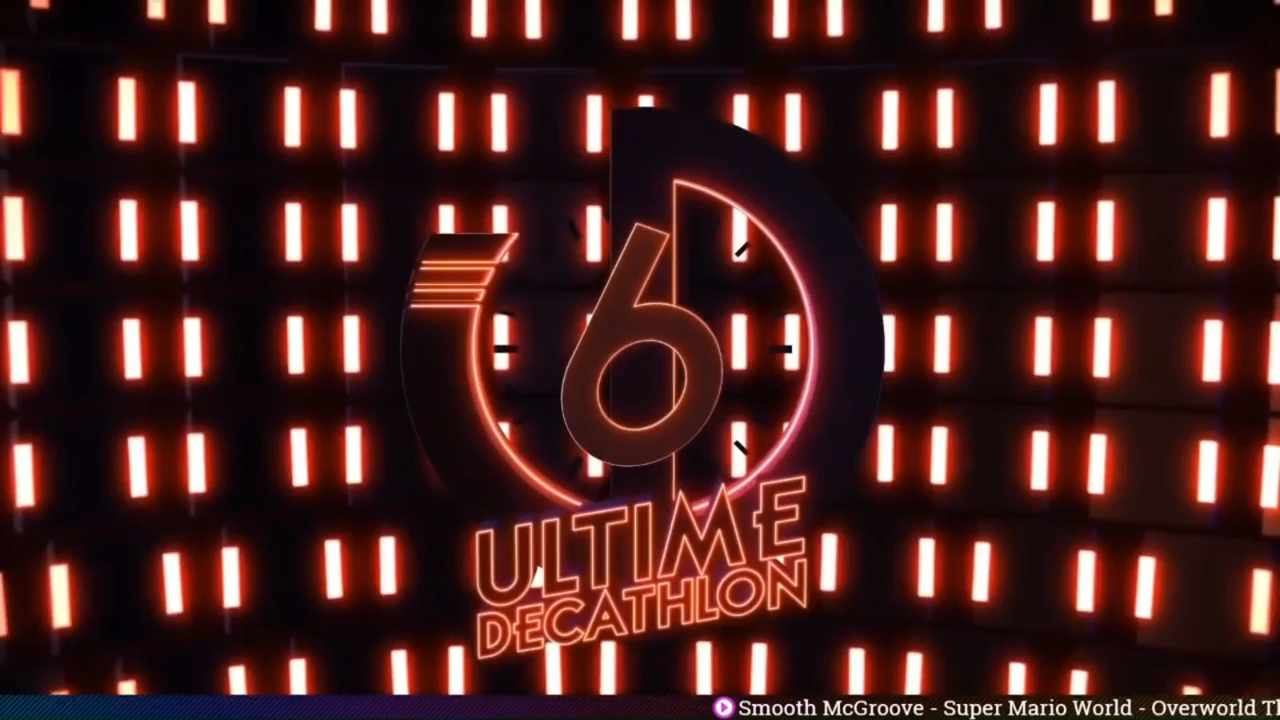 6
ULTIME
DECATHLON
Smooth McGroove - Super Mario World - Overworld